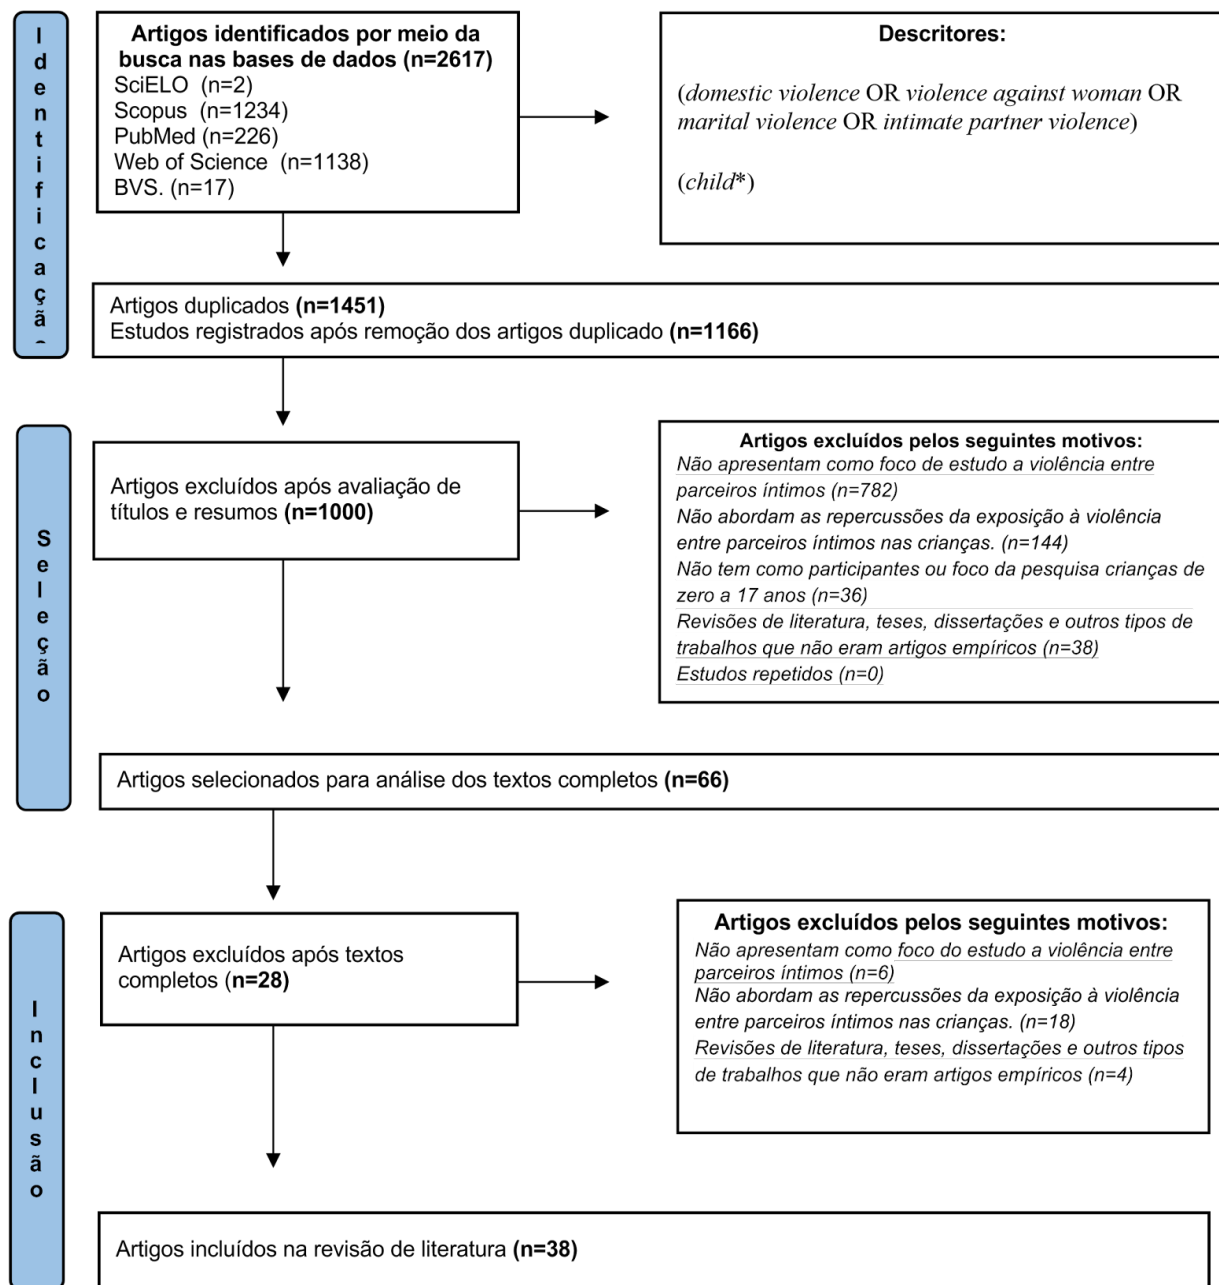 Identificaçã
Artigos identificados por meio da
busca nas bases de dados (n=2617)
SciELO (n=2)
Scopus (n=1234)
PubMed (n=226)
Web of Science (n=1138)
BVS. (n=17)
Descritores:
(domestic violence OR violence against woman OR
marital violence OR intimate partner violence)
(child*)
Artigos duplicados (n=1451)
Estudos registrados após remoção dos artigos duplicado (n=1166)
Seleção
Artigos excluídos após avaliação de
títulos e resumos (n=1000)
Artigos excluídos pelos seguintes motivos:
Não apresentam como foco de estudo a violência entre
parceiros íntimos (n=782)
Não abordam as repercussões da exposição à violência
entre parceiros íntimos nas crianças. (n=144)
Não tem como participantes ou foco da pesquisa crianças de
zero a 17 anos (n=36)
Revisões de literatura, teses, dissertações e outros tipos de
trabalhos que não eram artigos empíricos (n=38)
Estudos repetidos (n=0)
Artigos selecionados para análise dos textos completos (n=66)
Inclusão
Artigos excluídos após textos
completos (n=28)
Artigos excluídos pelos seguintes motivos:
Não apresentam como foco do estudo a violência entre
parceiros íntimos (n=6)
Não abordam as repercussões da exposição à violência
entre parceiros íntimos nas crianças. (n=18)
Revisões de literatura, teses, dissertações e outros tipos
de trabalhos que não eram artigos empíricos (n=4)
Artigos incluídos na revisão de literatura (n=38)